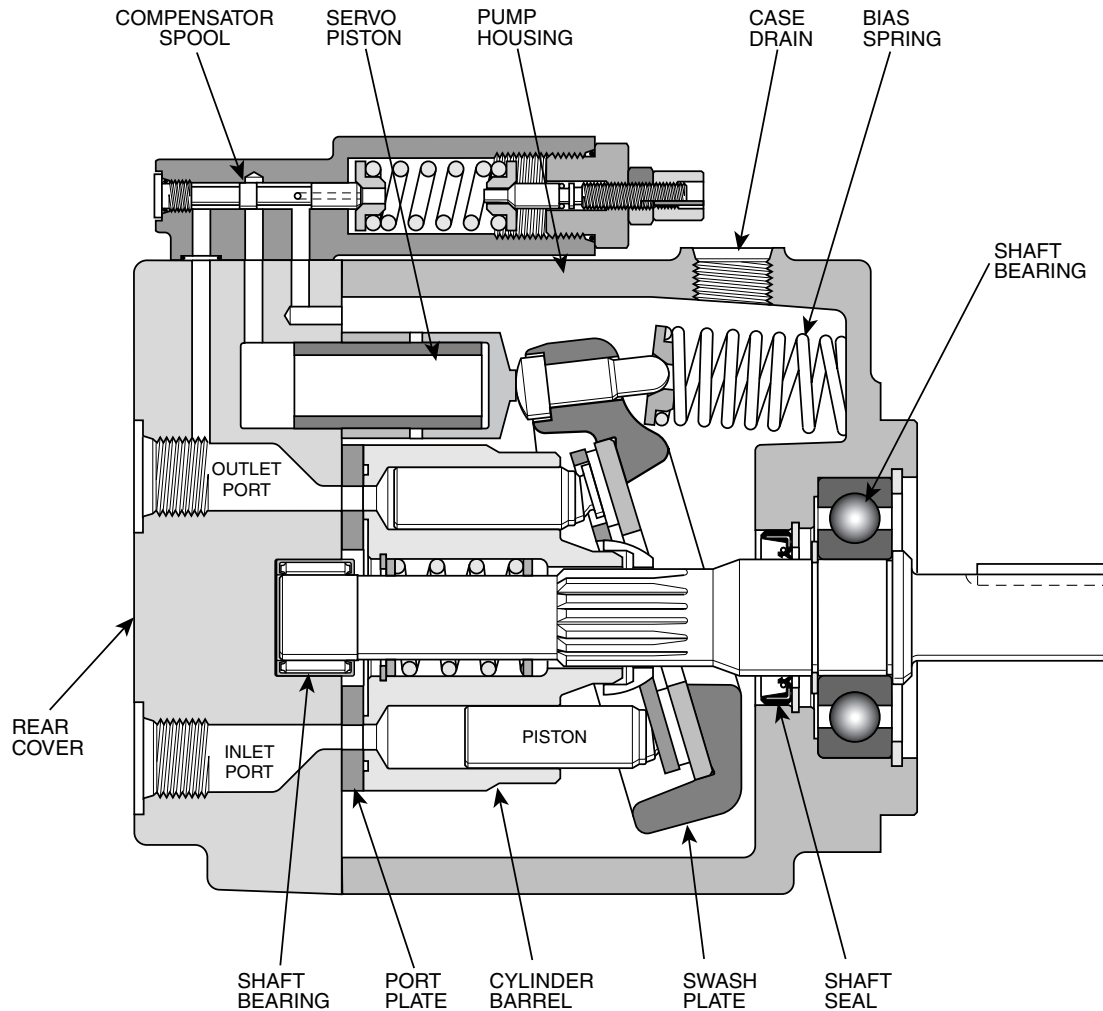 COMPENSATOR
SPOOL
SERVO
PISTON
PUMP
HOUSING
CASE
DRAIN
BIAS
SPRING
SHAFT
BEARING
OUTLET
PORT
REAR
COVER
INLET
PORT
PISTON
SHAFT
BEARING
PORT
PLATE
CYLINDER
BARREL
SWASH
PLATE
SHAFT
SEAL